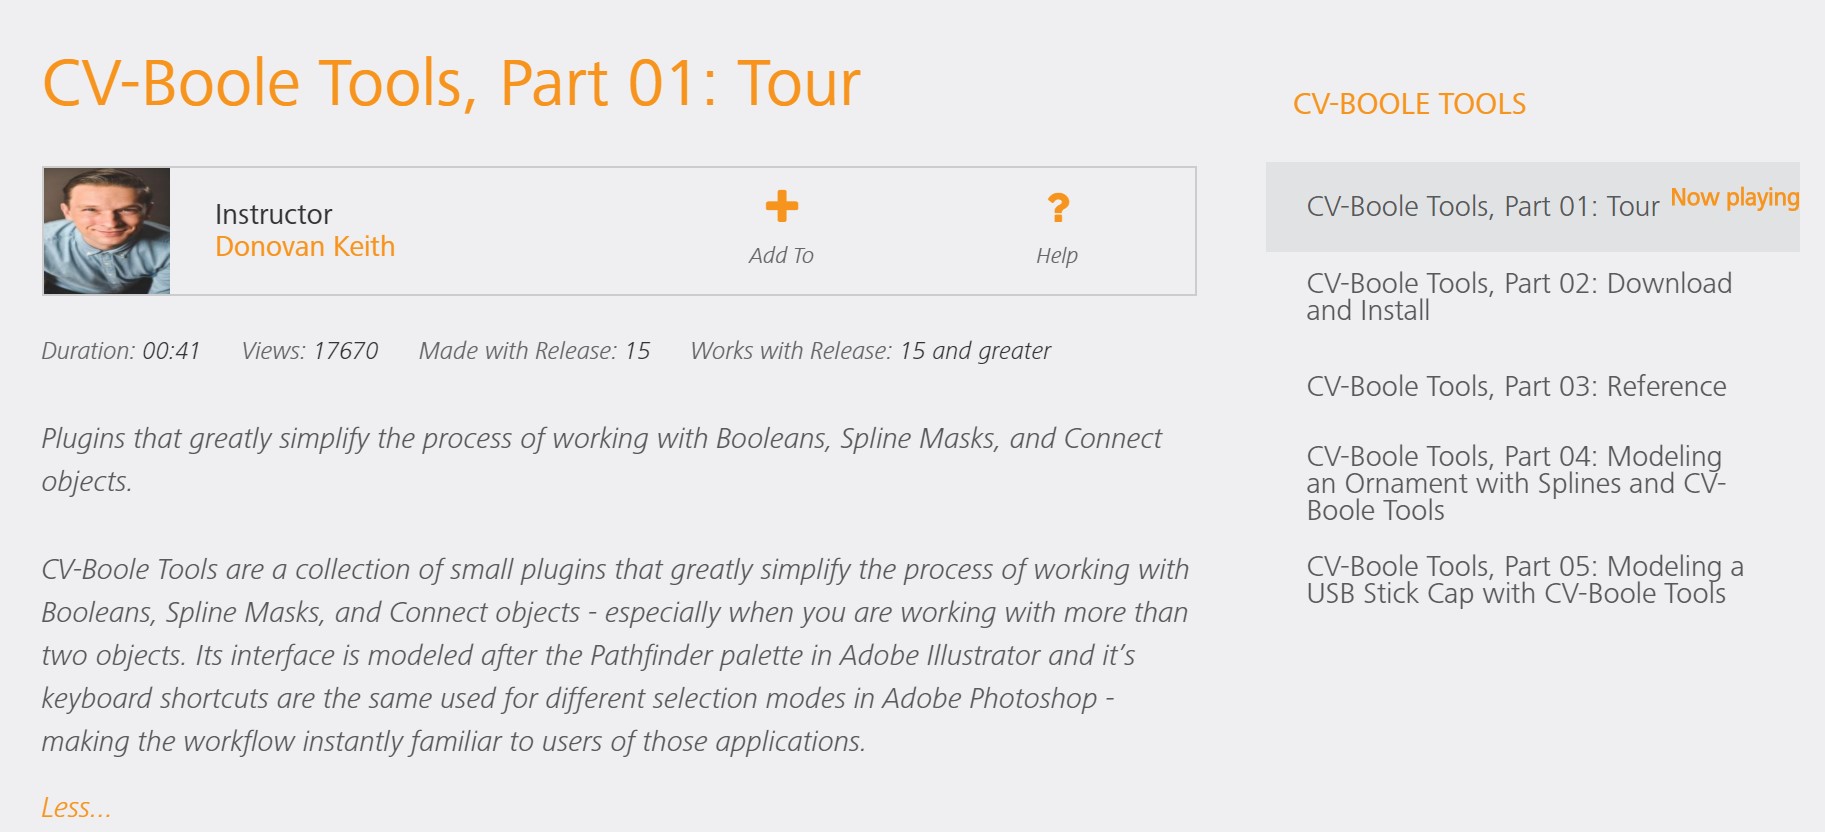 CV-Boole Tools, Part 01: Tour
Instructor
Donovan Keith
Add To
Help
Duration: 00:41 Views: 17670 Made with Release: 15 Works with Release: 15 and greater
Plugins that greatly simplify the process of working with Booleans, Spline Masks, and Connect
objects.
CV-Boole Tools are a collection of small plugins that greatly simplify the process of working with
Booleans, Spline Masks, and Connect objects - especially when you are working with more than
two objects. Its interface is modeled after the Pathfinder palette in Adobe Illustrator and it’s
keyboard shortcuts are the same used for different selection modes in Adobe Photoshop -
making the workflow instantly familiar to users of those applications.
Less...
CV-BOOLE TOOLS
CV-Boole Tools, Part 01: Tour Now playing
CV-Boole Tools, Part 02: Download
and Install
CV-Boole Tools, Part 03: Reference
CV-Boole Tools, Part 04: Modeling
an Ornament with Splines and CV-
Boole Tools
CV-Boole Tools, Part 05: Modeling a
USB Stick Cap with CV-Boole Tools